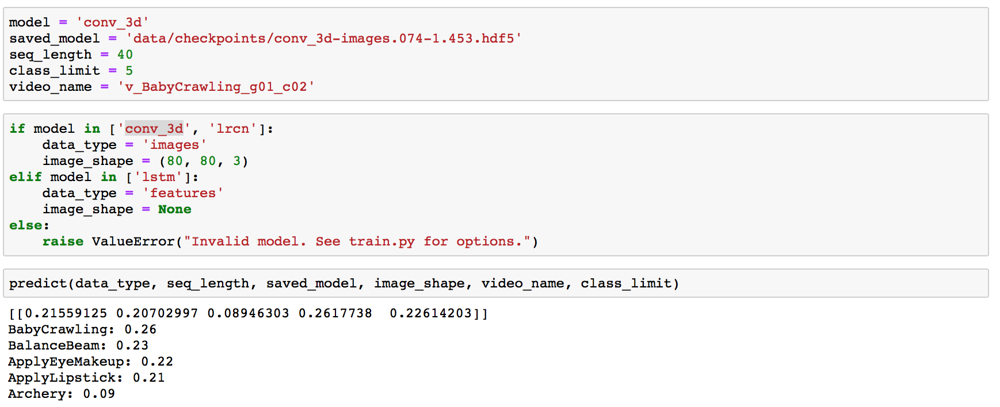 model = 'conv_3d'
saved_model = 'data/checkpoints/conv_3d-images.074-1.453.hdf5'
seq_length = 40
class_limit = 5
video_name = 'v_BabyCrawling_g01_c02'
if model in ['conv_3d', 'lrcn']:
    data_type = 'images'
    image_shape = (80, 80, 3)
elif model in ['lstm']:
    data_type = 'features'
    image_shape = None
else:
    raise ValueError("Invalid model. See train.py for options.")
predict(data_type, seq_length, saved_model, image_shape, video_name, class_limit)
[[0.21559125 0.20702997 0.08946303 0.2617738  0.22614203]]
BabyCrawling: 0.26
BalanceBeam: 0.23
ApplyEyeMakeup: 0.22
ApplyLipstick: 0.21
Archery: 0.09